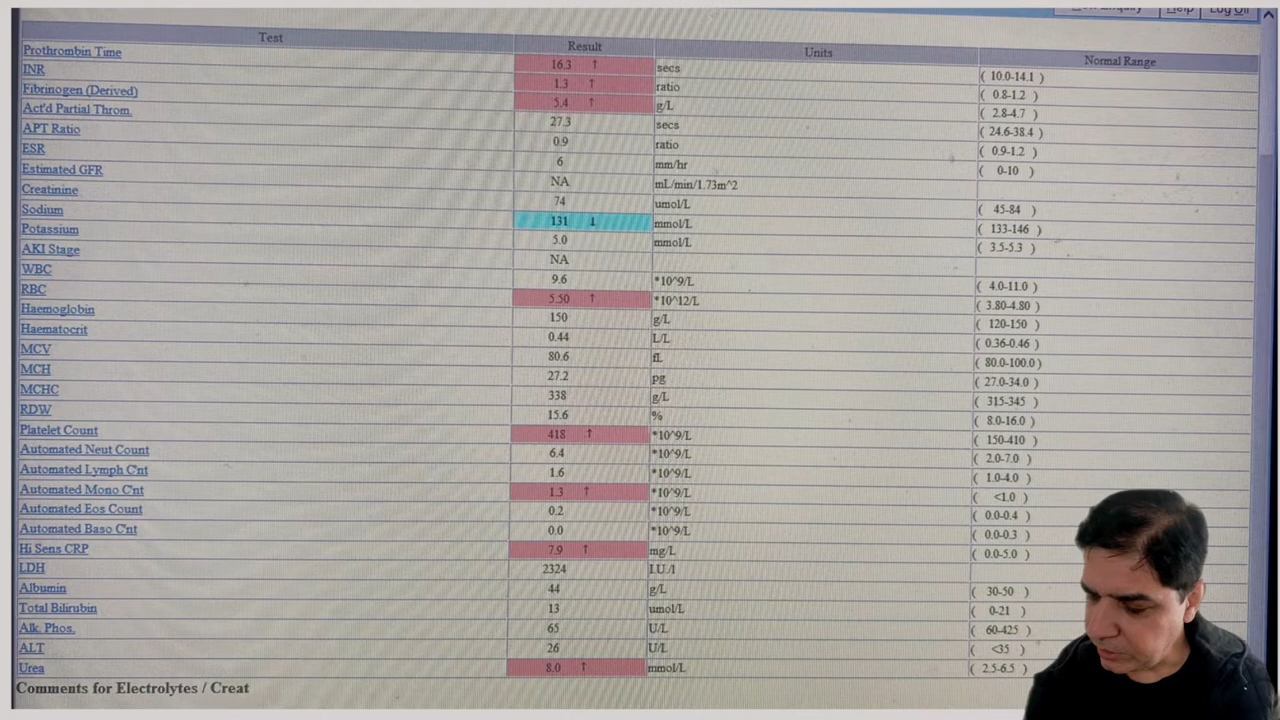 Help Log Off
Test Result Units Normal Range
Prothrombin Time 16.3 ↑ secs ( 10.0-14.1 )
INR 1.3 ↑ ratio ( 0.8-1.2 )
Fibrinogen (Derived) 5.4 ↑ g/L ( 2.8-4.7 )
Act'd Partial Throm. 27.3 secs ( 24.6-38.4 )
APT Ratio 0.9 ratio ( 0.9-1.2 )
ESR 6 mm/hr ( 0-10 )
Estimated GFR NA mL/min/1.73m^2
Creatinine 74 umol/L ( 45-84 )
Sodium 131 ↓ mmol/L ( 133-146 )
Potassium 5.0 mmol/L ( 3.5-5.3 )
AKI Stage NA
WBC 9.6 *10^9/L ( 4.0-11.0 )
RBC 5.50 ↑ *10^12/L ( 3.80-4.80 )
Haemoglobin 150 g/L ( 120-150 )
Haematocrit 0.44 L/L ( 0.36-0.46 )
MCV 80.6 fL ( 80.0-100.0 )
MCH 27.2 pg ( 27.0-34.0 )
MCHC 338 g/L ( 315-345 )
RDW 15.6 % ( 8.0-16.0 )
Platelet Count 418 ↑ *10^9/L ( 150-410 )
Automated Neut Count 6.4 *10^9/L ( 2.0-7.0 )
Automated Lymph C'nt 1.6 *10^9/L ( 1.0-4.0 )
Automated Mono C'nt 1.3 ↑ *10^9/L ( <1.0 )
Automated Eos Count 0.2 *10^9/L ( 0.0-0.4 )
Automated Baso C'nt 0.0 *10^9/L ( 0.0-0.3 )
Hi Sens CRP 7.9 ↑ mg/L ( 0.0-5.0 )
LDH 2324 I.U./l
Albumin 44 g/L ( 30-50 )
Total Bilirubin 13 umol/L ( 0-21 )
Alk. Phos. 65 U/L ( 60-425 )
ALT 26 U/L ( <35 )
Urea 8.0 ↑ mmol/L ( 2.5-6.5 )
Comments for Electrolytes / Creat